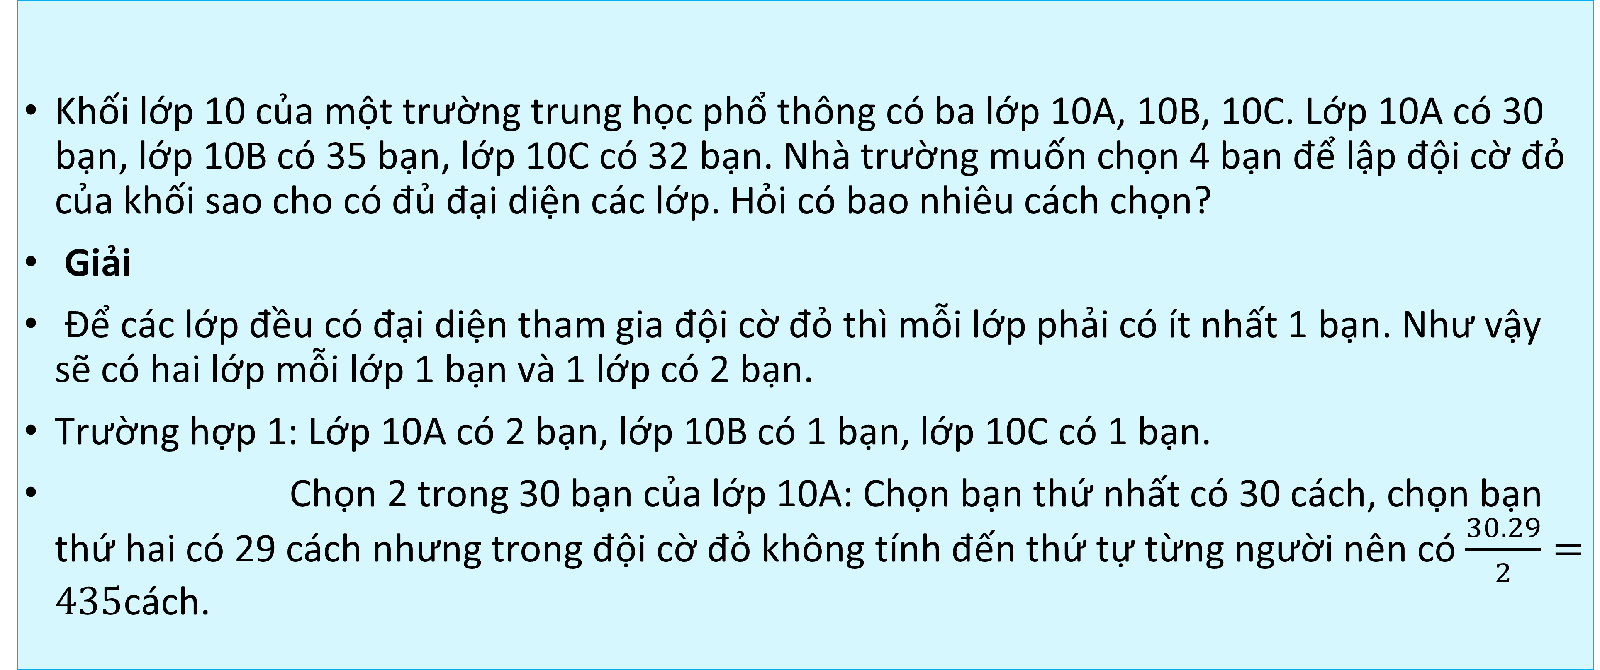 • Khối lớp 10 của một trường trung học phổ thông có ba lớp 10A, 10B, 10C. Lớp 10A có 30
bạn, lớp 10B có 35 bạn, lớp 10C có 32 bạn. Nhà trường muốn chọn 4 bạn để lập đội cờ đỏ
của khối sao cho có đủ đại diện các lớp. Hỏi có bao nhiêu cách chọn?
• Giải
• Để các lớp đều có đại diện tham gia đội cờ đỏ thì mỗi lớp phải có ít nhất 1 bạn. Như vậy
sẽ có hai lớp mỗi lớp 1 bạn và 1 lớp có 2 bạn.
• Trường hợp 1: Lớp 10A có 2 bạn, lớp 10B có 1 bạn, lớp 10C có 1 bạn.
• Chọn 2 trong 30 bạn của lớp 10A: Chọn bạn thứ nhất có 30 cách, chọn bạn
thứ hai có 29 cách nhưng trong đội cờ đỏ không tính đến thứ tự từng người nên có 30.29/2 =
435cách.